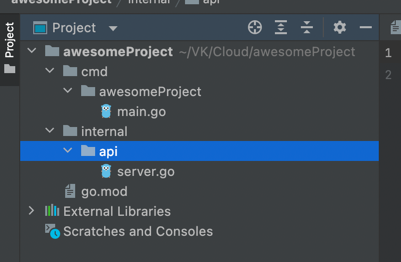 awesomeProject / internal / api
Project
Project
1
awesomeProject ~/VK/Cloud/awesomeProject
2
cmd
awesomeProject
main.go
internal
api
server.go
go.mod
External Libraries
Scratches and Consoles